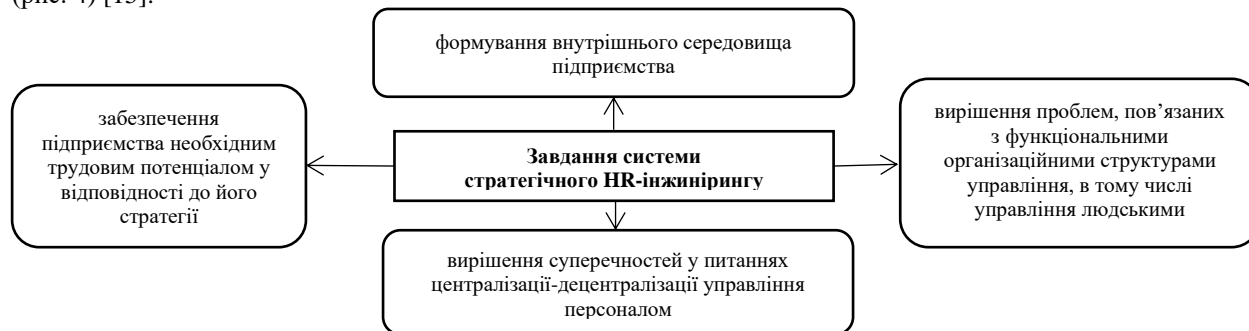 (рис. 4) [15].
формування внутрішнього середовища
підприємства
забезпечення
підприємства необхідним
трудовим потенціалом у
відповідності до його
стратегії
Завдання системи
стратегічного HR-інжинірингу
вирішення проблем, пов’язаних
з функціональними
організаційними структурами
управління, в тому числі
управління людськими
вирішення суперечностей у питаннях
централізації-децентралізації управління
персоналом